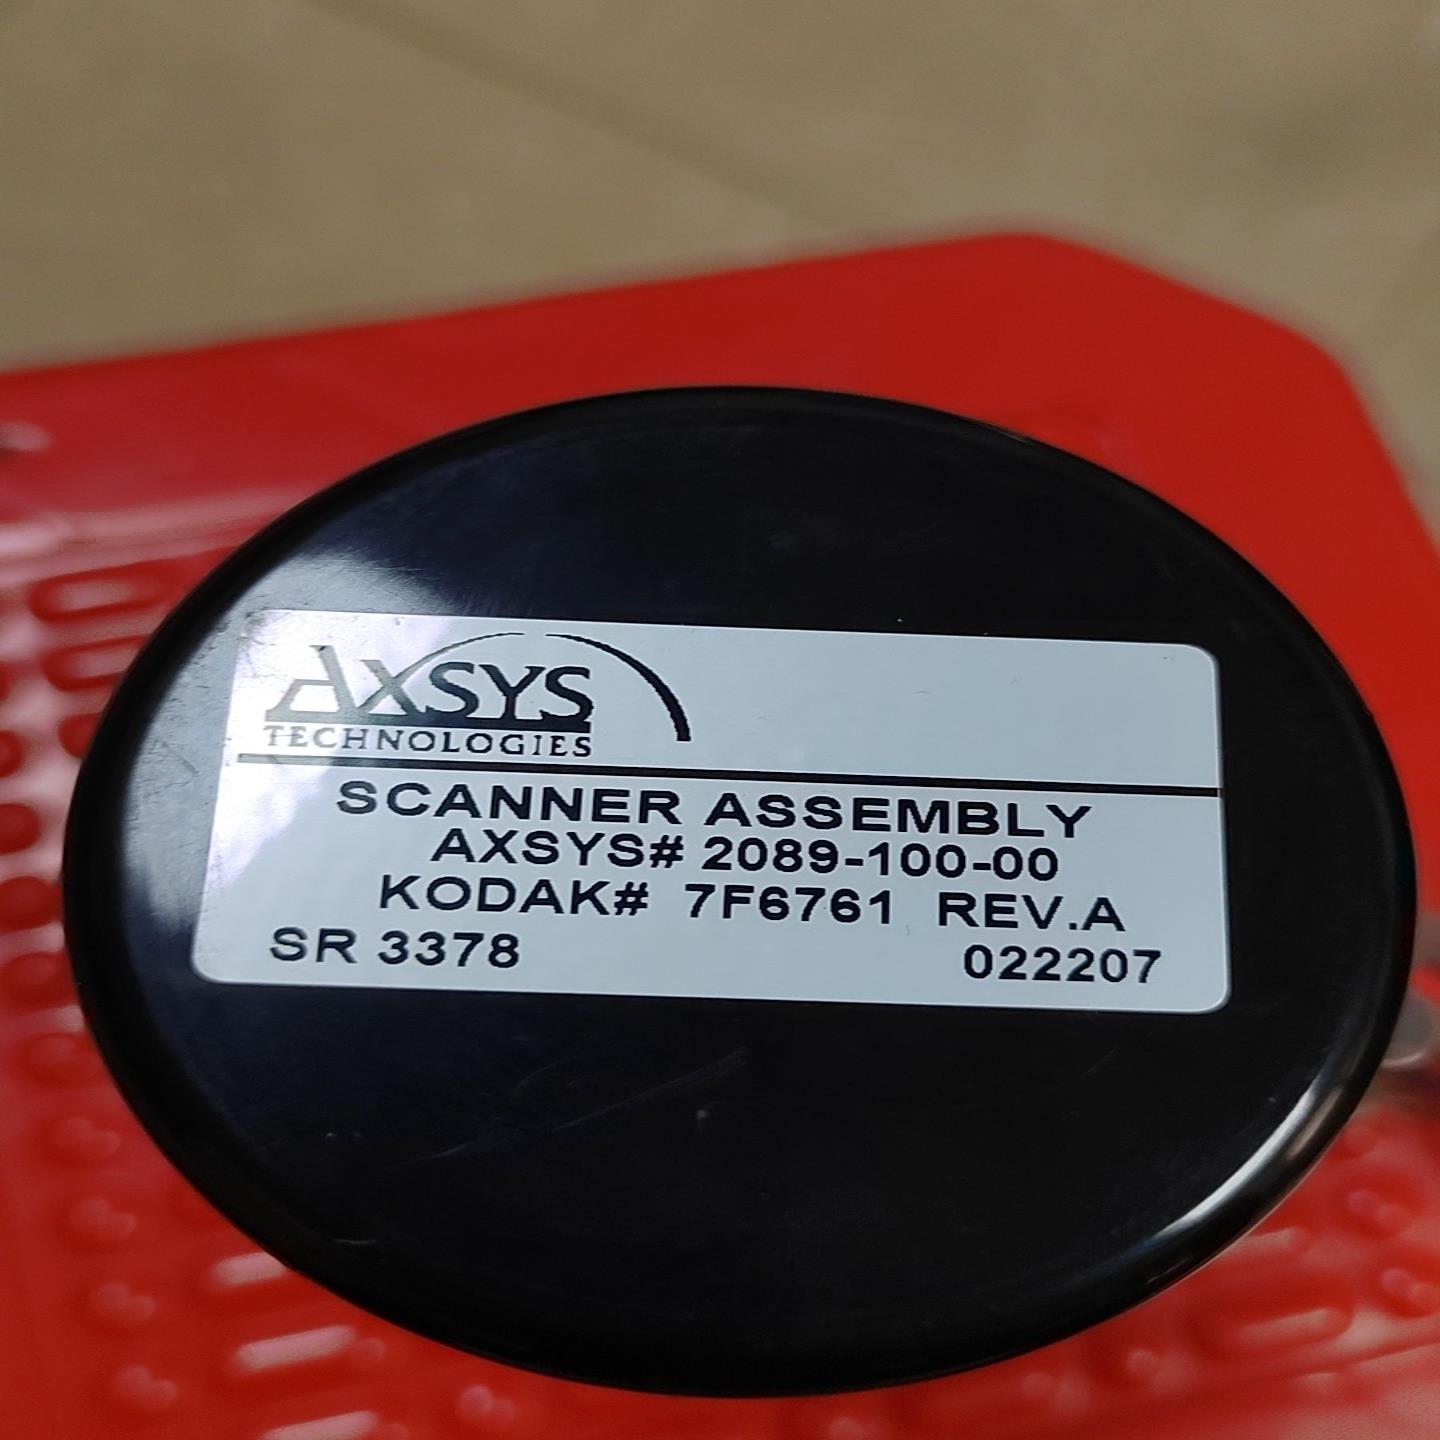 AXSYS
TECHNOLOGIES
SCANNER ASSEMBLY
AXSYS# 2089-100-00
KODAK# 7F6761 REV.A
SR 3378 022207